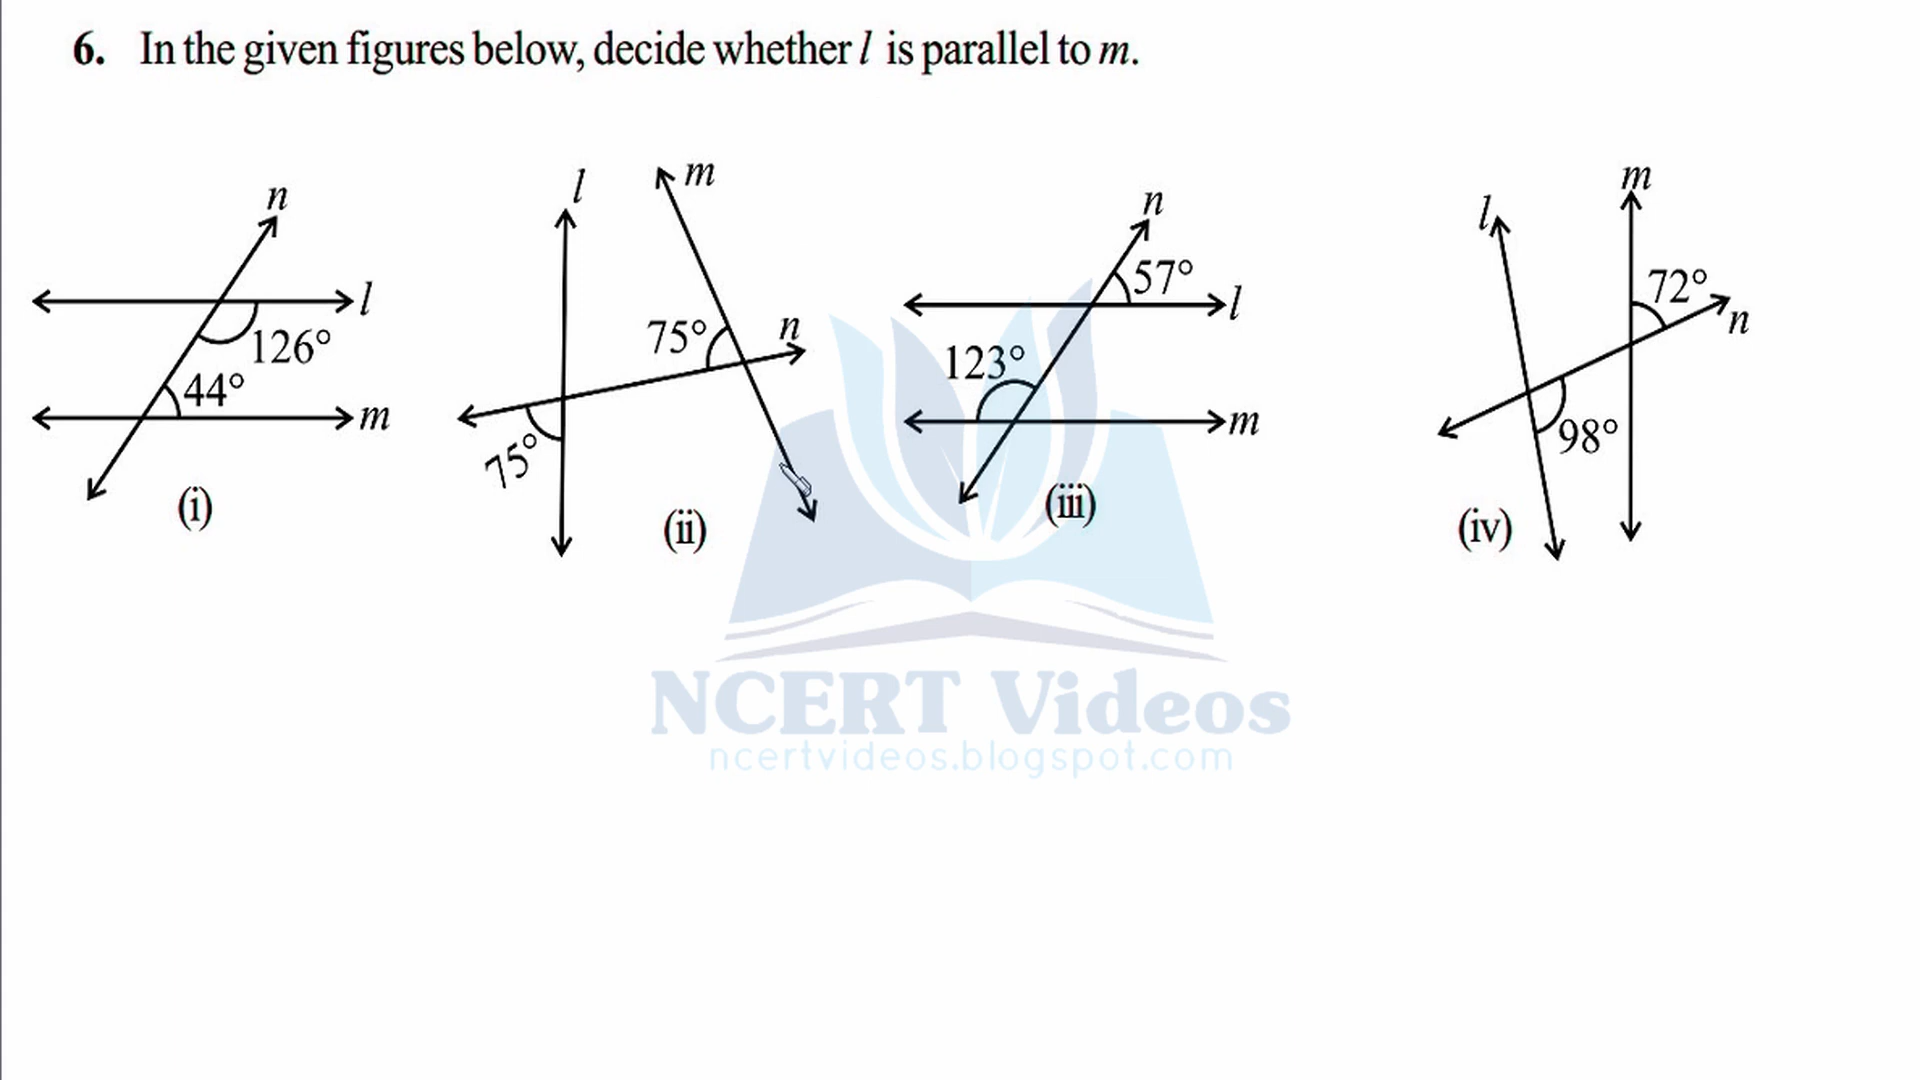 6. In the given figures below, decide whether l is parallel to m.
n
l
126°
44°
m
(i)
l
m
75°
n
75°
(ii)
n
57°
l
123°
m
(iii)
m
l
72°
n
98°
(iv)
NCERT Videos
ncertvideos.blogspot.com